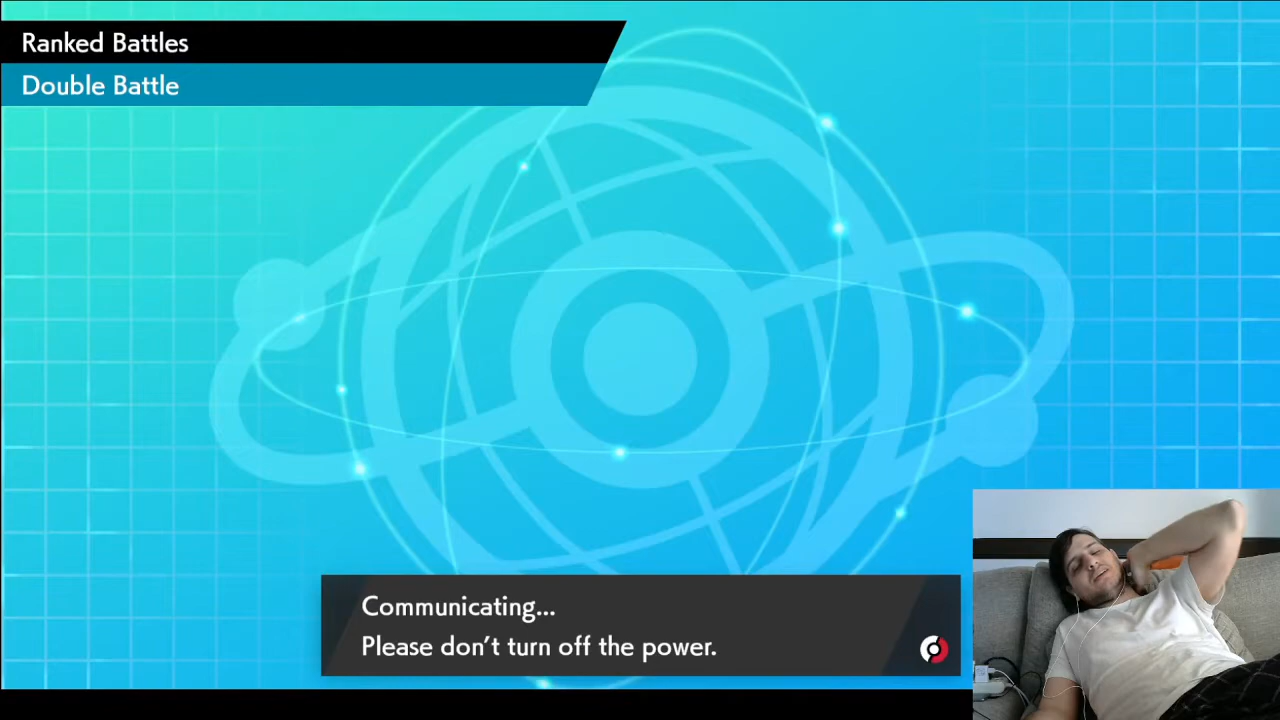 Ranked Battles
Double Battle
Communicating...
Please don't turn off the power.